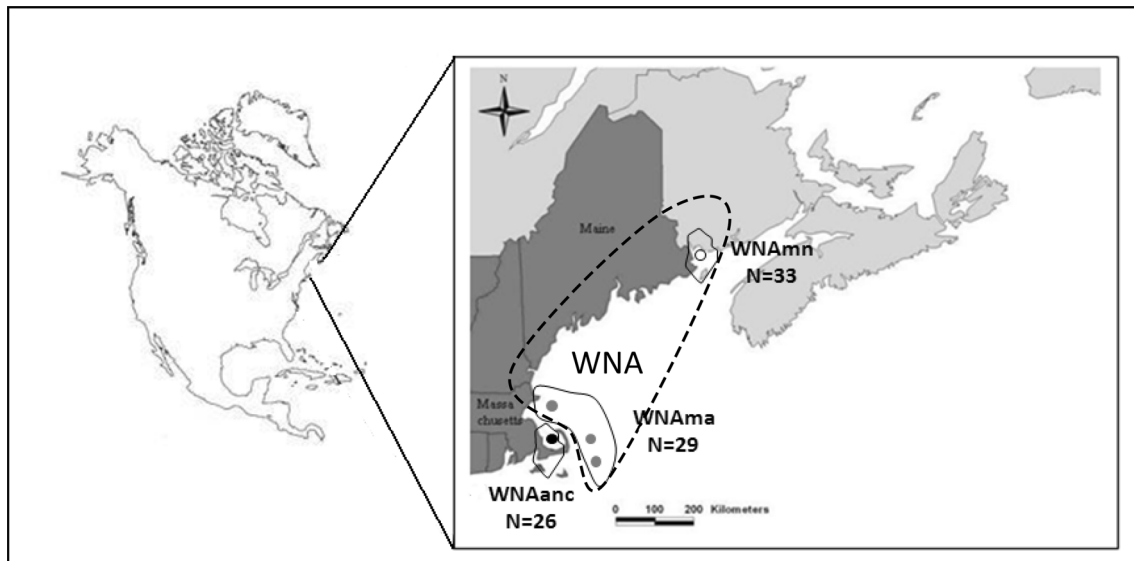 N
Maine
WNAmn
N=33
WNA
Massa
chusetts
WNAma
N=29
WNAanc
N=26
0 100 200 Kilometers